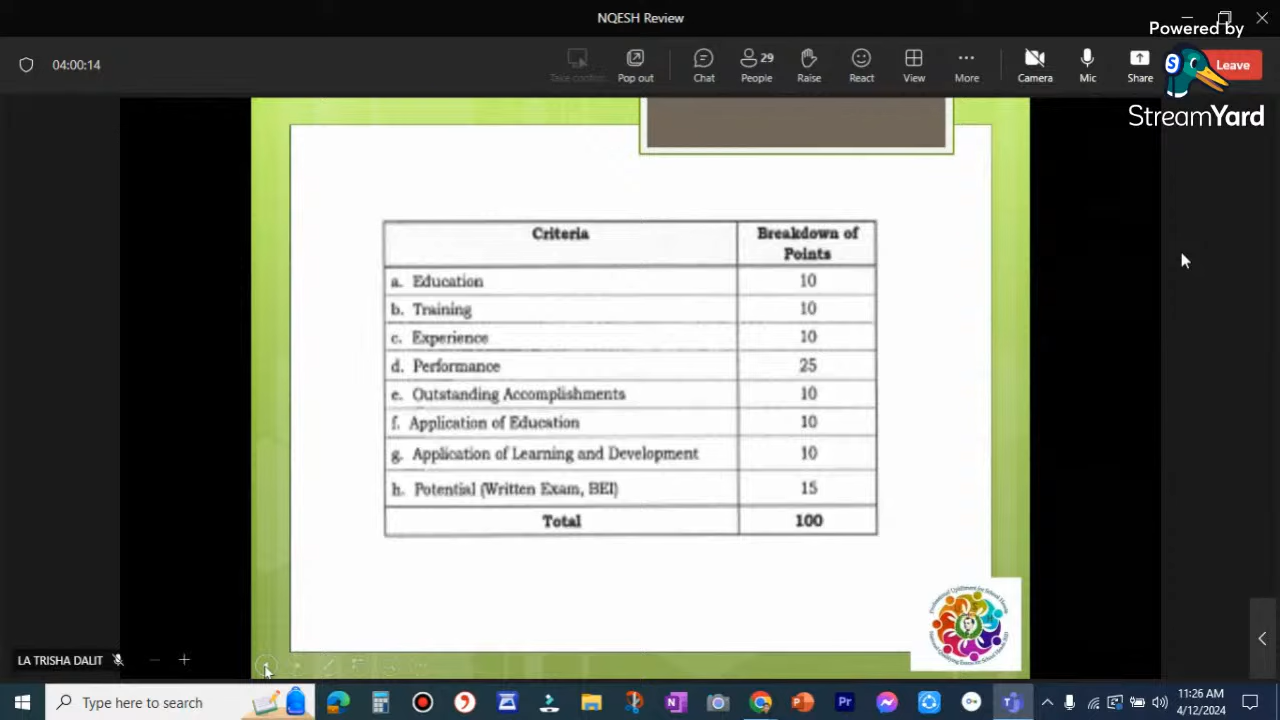 NQESH Review
Powered by
StreamYard
04:00:14
Take control
Pop out
Chat
29
People
Raise
React
View
More
Camera
Mic
Share
Leave
Criteria
Breakdown of
Points
a. Education
10
b. Training
10
c. Experience
10
d. Performance
25
e. Outstanding Accomplishments
10
f. Application of Education
10
g. Application of Learning and Development
10
h. Potential (Written Exam, BEI)
15
Total
100
LA TRISHA DALIT
Type here to search
11:26 AM
4/12/2024